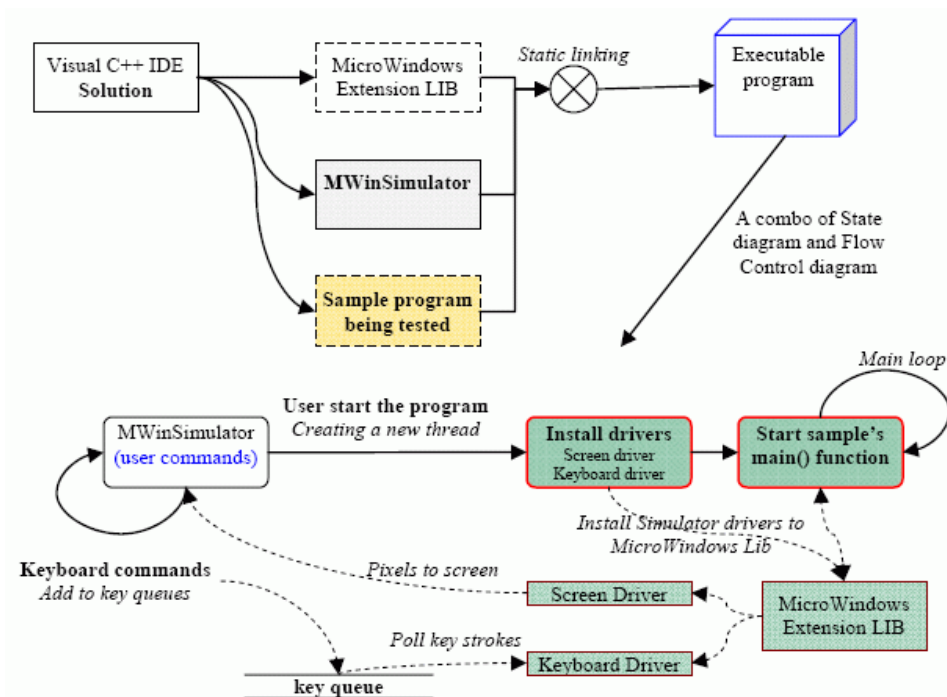 Visual C++ IDE
Solution
MicroWindows
Extension LIB
Static linking
Executable
program
MWinSimulator
A combo of State
diagram and Flow
Control diagram
Sample program
being tested
Main loop
MWinSimulator
(user commands)
User start the program
Creating a new thread
Install drivers
Screen driver
Keyboard driver
Start sample's
main() function
Install Simulator drivers to
MicroWindows Lib
Keyboard commands
Add to key queues
Pixels to screen
Screen Driver
MicroWindows
Extension LIB
Poll key strokes
Keyboard Driver
key queue